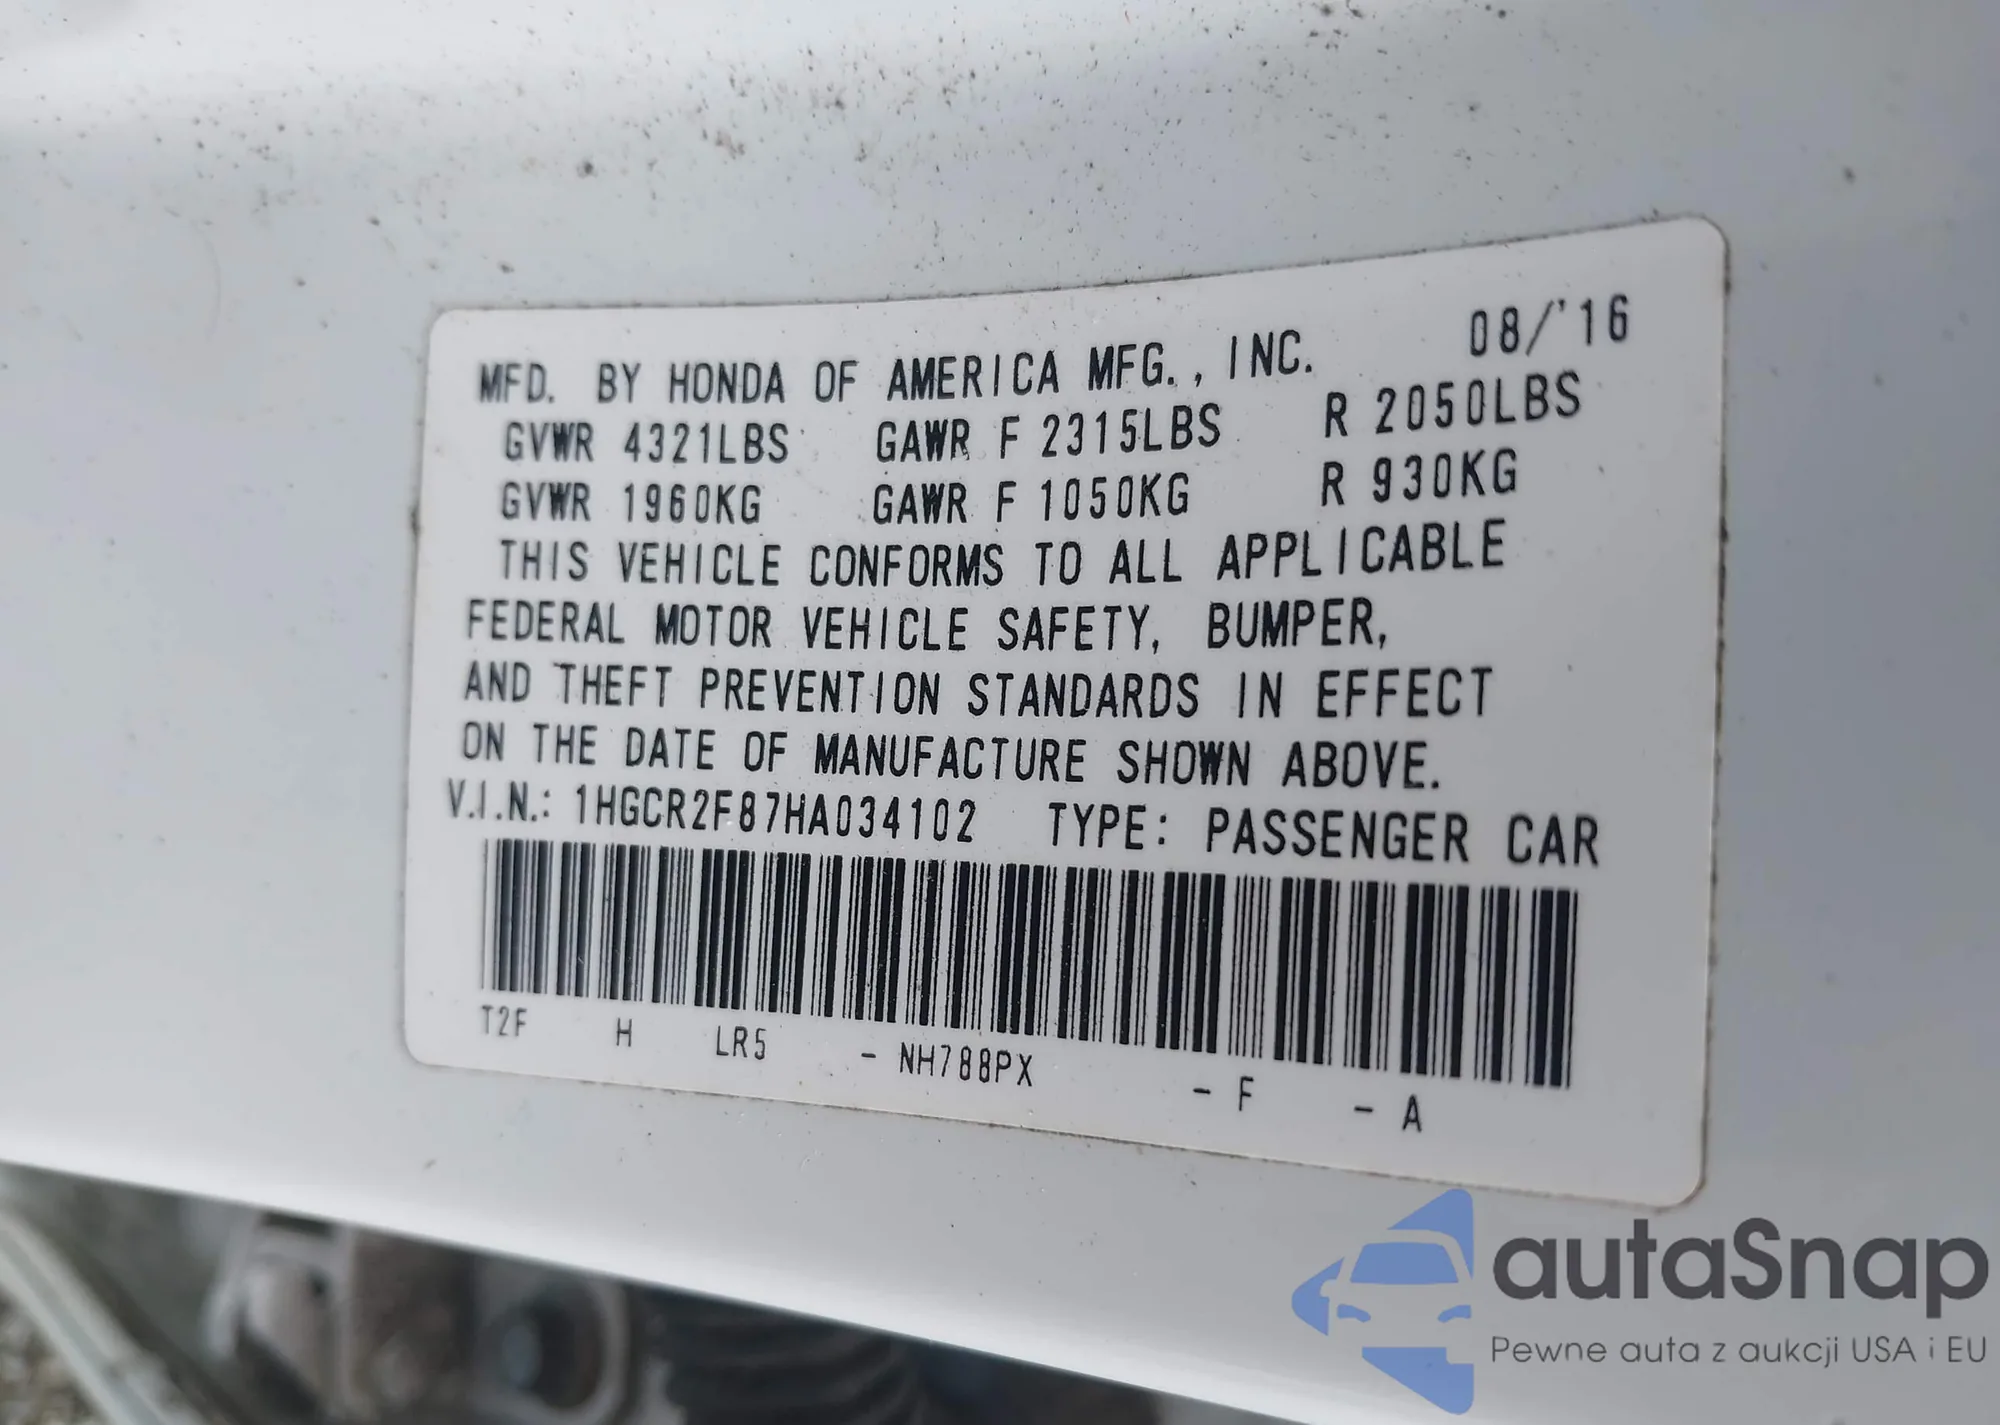 MFD. BY HONDA OF AMERICA MFG., INC. 08/'16
GVWR 4321LBS GAWR F 2315LBS R 2050LBS
GVWR 1960KG GAWR F 1050KG R 930KG
THIS VEHICLE CONFORMS TO ALL APPLICABLE
FEDERAL MOTOR VEHICLE SAFETY, BUMPER,
AND THEFT PREVENTION STANDARDS IN EFFECT
ON THE DATE OF MANUFACTURE SHOWN ABOVE.
V.I.N.: 1HGCR2F87HA034102 TYPE: PASSENGER CAR
T2F H LR5 - NH788PX - F - A
autaSnap
Pewne auta z aukcji USA i EU